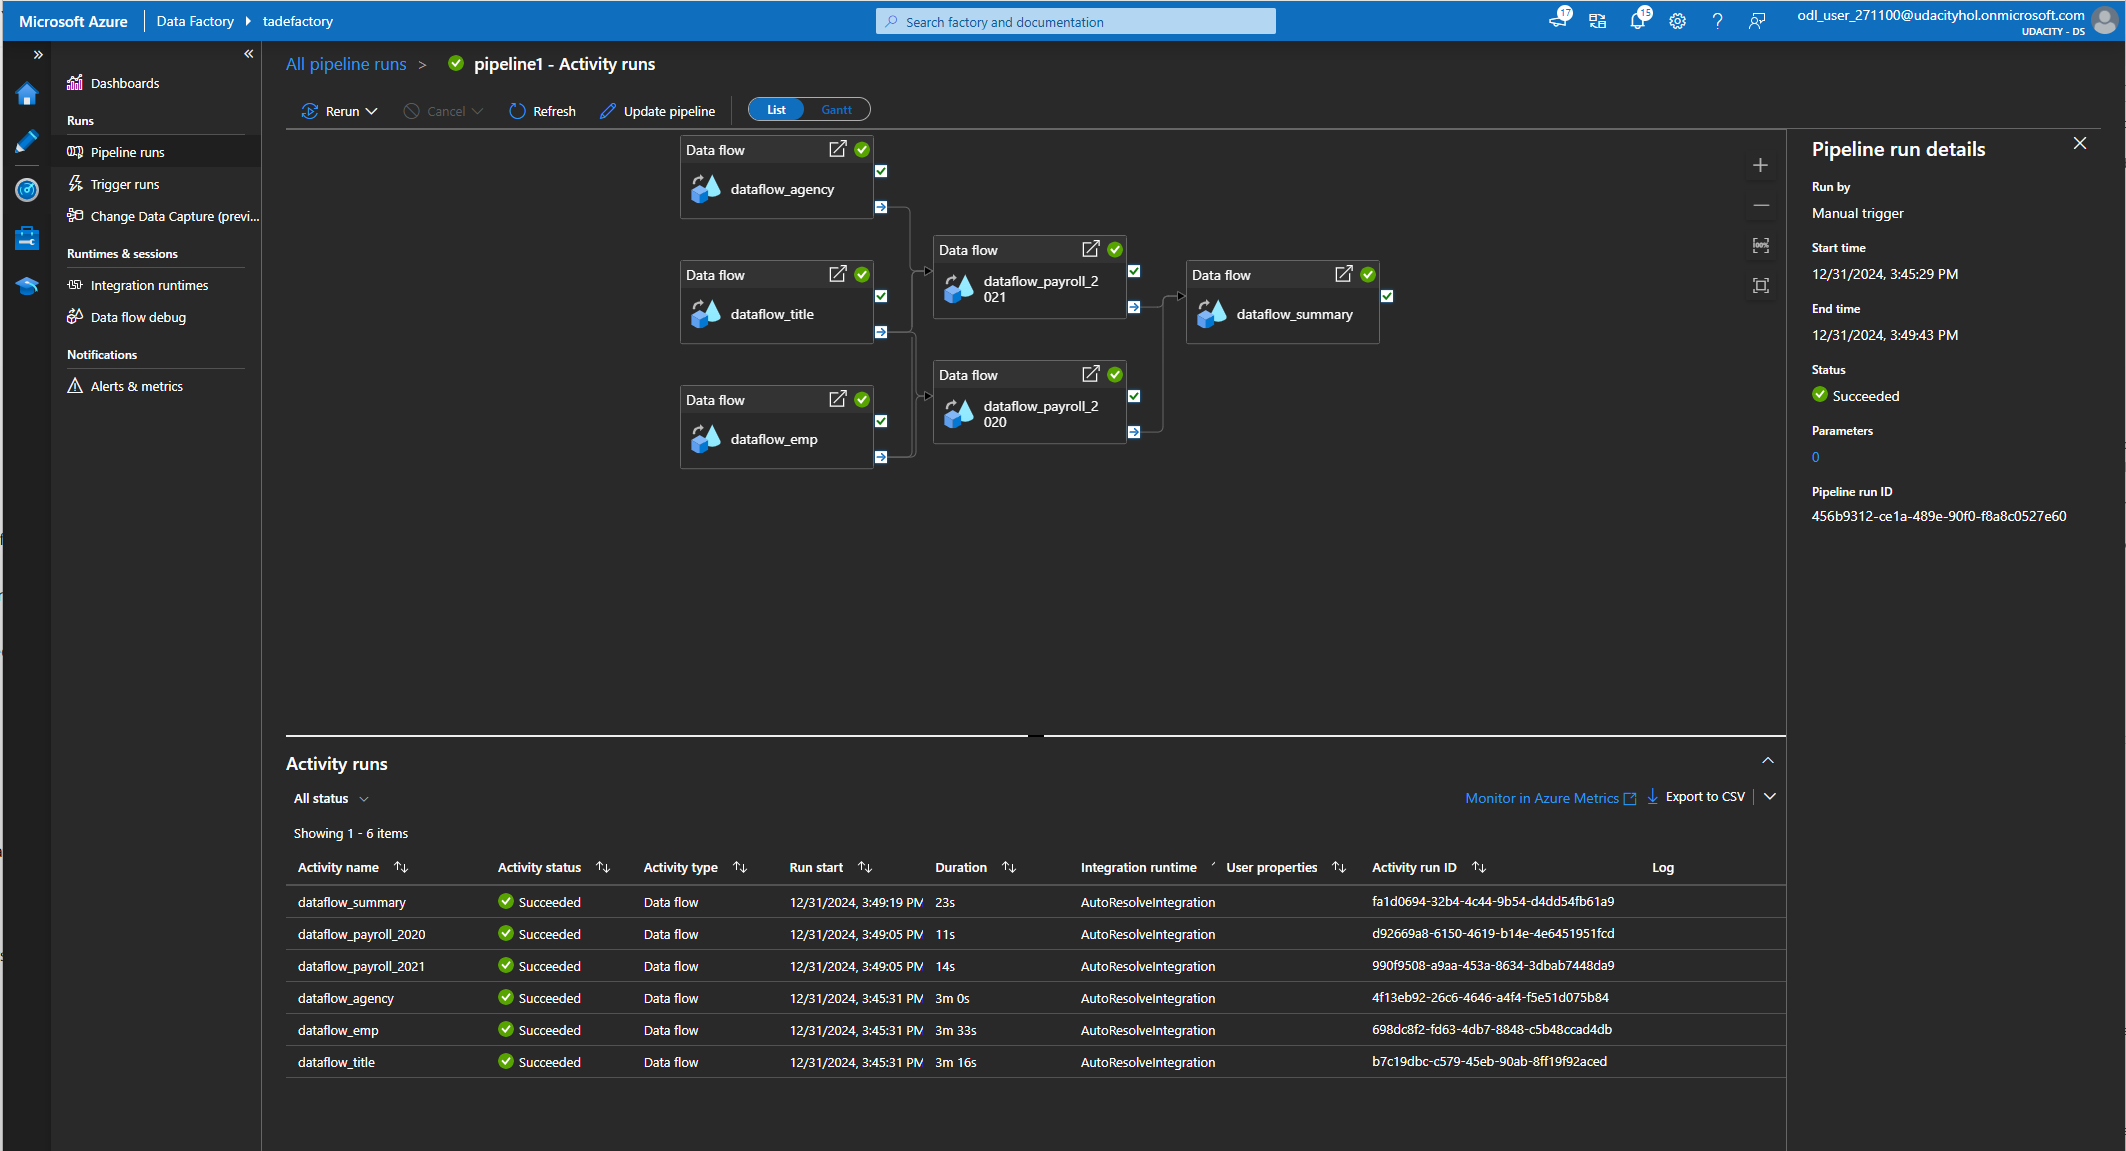 Microsoft Azure
Data Factory
tadefactory
Search factory and documentation
17
15
odl_user_271100@udacityhol.onmicrosoft.com
UDACITY - DS
Dashboards
Runs
Pipeline runs
Trigger runs
Change Data Capture (previ...
Runtimes & sessions
Integration runtimes
Data flow debug
Notifications
Alerts & metrics
All pipeline runs > pipeline1 - Activity runs
Rerun
Cancel
Refresh
Update pipeline
List
Gantt
Data flow
dataflow_agency
Data flow
dataflow_title
Data flow
dataflow_emp
Data flow
dataflow_payroll_2
021
Data flow
dataflow_payroll_2
020
Data flow
dataflow_summary
Pipeline run details
Run by
Manual trigger
Start time
12/31/2024, 3:45:29 PM
End time
12/31/2024, 3:49:43 PM
Status
Succeeded
Parameters
0
Pipeline run ID
456b9312-ce1a-489e-90f0-f8a8c0527e60
Activity runs
All status
Monitor in Azure Metrics
Export to CSV
Showing 1 - 6 items
Activity name Activity status Activity type Run start Duration Integration runtime User properties Activity run ID Log
dataflow_summary Succeeded Data flow 12/31/2024, 3:49:19 PM 23s AutoResolveIntegration fa1d0694-32b4-4c44-9b54-d4dd54fb61a9
dataflow_payroll_2020 Succeeded Data flow 12/31/2024, 3:49:05 PM 11s AutoResolveIntegration d92669a8-6150-4619-b14e-4e6451951fcd
dataflow_payroll_2021 Succeeded Data flow 12/31/2024, 3:49:05 PM 14s AutoResolveIntegration 990f9508-a9aa-453a-8634-3dbab7448da9
dataflow_agency Succeeded Data flow 12/31/2024, 3:45:31 PM 3m 0s AutoResolveIntegration 4f13eb92-26c6-4646-a4f4-f5e51d075b84
dataflow_emp Succeeded Data flow 12/31/2024, 3:45:31 PM 3m 33s AutoResolveIntegration 698dc8f2-fd63-4db7-8848-c5b48ccad4db
dataflow_title Succeeded Data flow 12/31/2024, 3:45:31 PM 3m 16s AutoResolveIntegration b7c19dbc-c579-45eb-90ab-8ff19f92aced